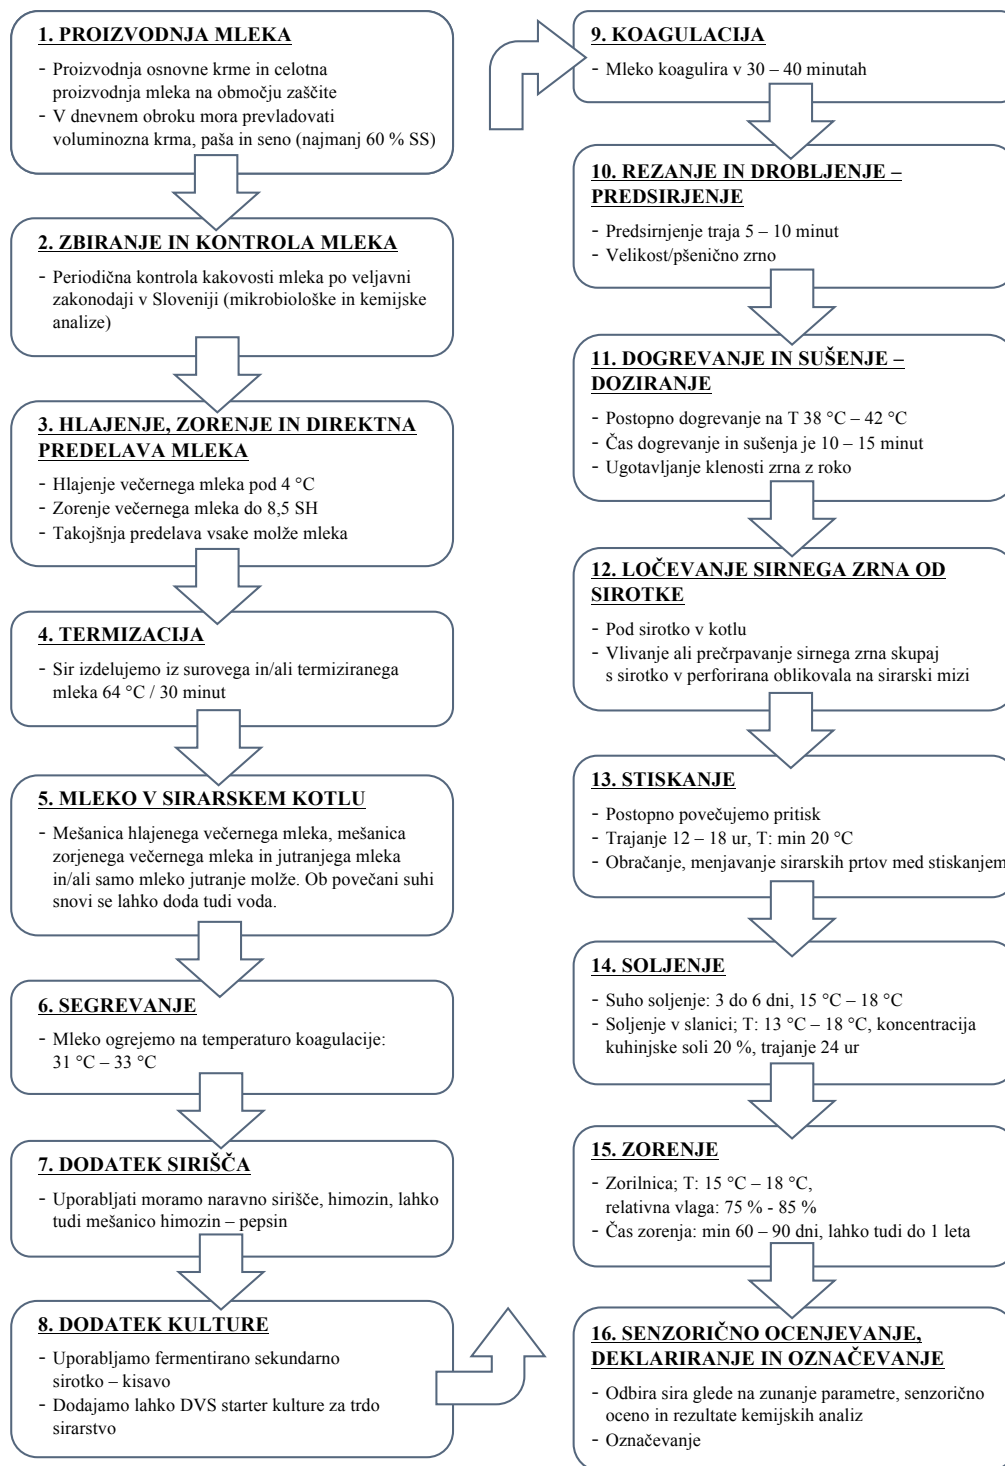 1. PROIZVODNJA MLEKA
- Proizvodnja osnovne krme in celotna
proizvodnja mleka na območju zaščite
- V dnevnem obroku mora prevladovati
voluminozna krma, paša in seno (najmanj 60 % SS)
2. ZBIRANJE IN KONTROLA MLEKA
- Periodična kontrola kakovosti mleka po veljavni
zakonodaji v Sloveniji (mikrobiološke in kemijske
analize)
3. HLAJENJE, ZORENJE IN DIREKTNA
PREDELAVA MLEKA
- Hlajenje večernega mleka pod 4 °C
- Zorenje večernega mleka do 8,5 SH
- Takojšnja predelava vsake molže mleka
4. TERMIZACIJA
- Sir izdelujemo iz surovega in/ali termiziranega
mleka 64 °C / 30 minut
5. MLEKO V SIRARSKEM KOTLU
- Mešanica hlajenega večernega mleka, mešanica
zorjenega večernega mleka in jutranjega mleka
in/ali samo mleko jutranje molže. Ob povečani suhi
snovi se lahko doda tudi voda.
6. SEGREVANJE
- Mleko ogrejemo na temperaturo koagulacije:
31 °C – 33 °C
7. DODATEK SIRIŠČA
- Uporabljati moramo naravno sirišče, himozin, lahko
tudi mešanico himozin – pepsin
8. DODATEK KULTURE
- Uporabljamo fermentirano sekundarno
sirotko – kisavo
- Dodajamo lahko DVS starter kulture za trdo
sirarstvo
9. KOAGULACIJA
- Mleko koagulira v 30 – 40 minutah
10. REZANJE IN DROBLJENJE –
PREDSIRJENJE
- Predsirnjenje traja 5 – 10 minut
- Velikost/pšenično zrno
11. DOGREVANJE IN SUŠENJE –
DOZIRANJE
- Postopno dogrevanje na T 38 °C – 42 °C
- Čas dogrevanje in sušenja je 10 – 15 minut
- Ugotavljanje klenosti zrna z roko
12. LOČEVANJE SIRNEGA ZRNA OD
SIROTKE
- Pod sirotko v kotlu
- Vlivanje ali prečrpavanje sirnega zrna skupaj
s sirotko v perforirana oblikovala na sirarski mizi
13. STISKANJE
- Postopno povečujemo pritisk
- Trajanje 12 – 18 ur, T: min 20 °C
- Obračanje, menjavanje sirarskih prtov med stiskanjem
14. SOLJENJE
- Suho soljenje: 3 do 6 dni, 15 °C – 18 °C
- Soljenje v slanici; T: 13 °C – 18 °C, koncentracija
kuhinjske soli 20 %, trajanje 24 ur
15. ZORENJE
- Zorilnica; T: 15 °C – 18 °C,
relativna vlaga: 75 % - 85 %
- Čas zorenja: min 60 – 90 dni, lahko tudi do 1 leta
16. SENZORIČNO OCENJEVANJE,
DEKLARIRANJE IN OZNAČEVANJE
- Odbira sira glede na zunanje parametre, senzorično
oceno in rezultate kemijskih analiz
- Označevanje